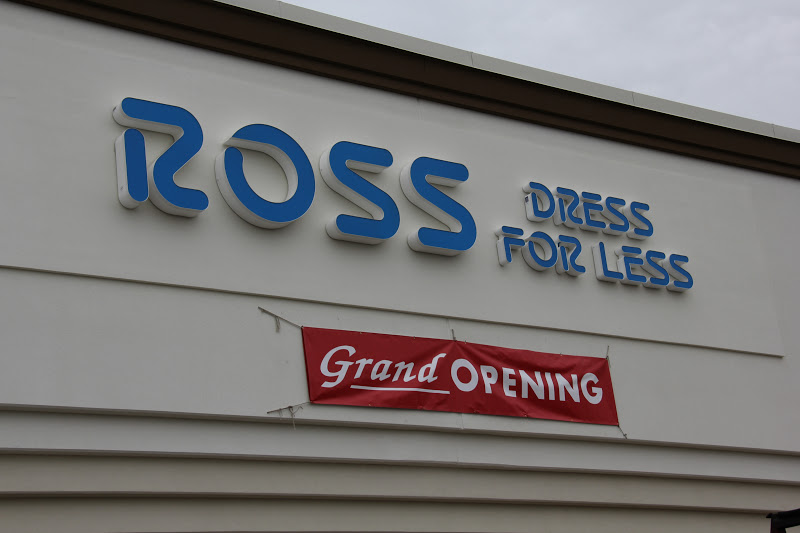 ROSS
DRESS
FOR LESS
Grand OPENING